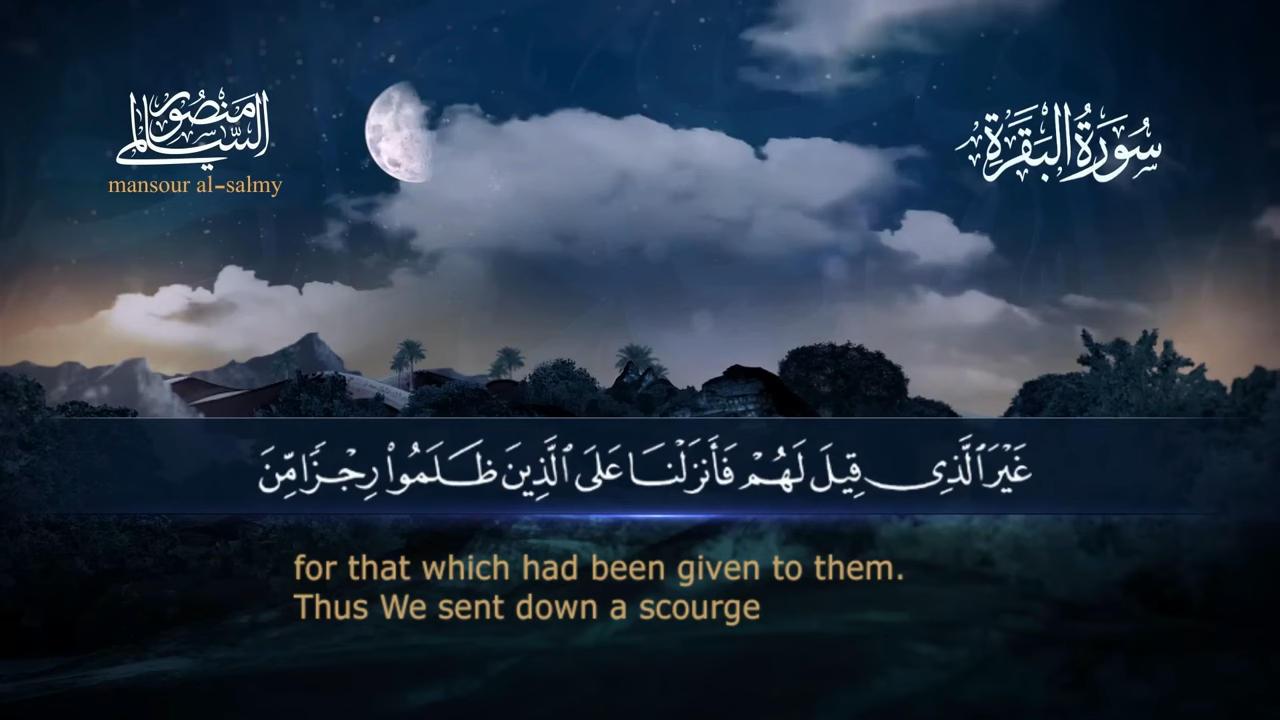 منصور السالمي
mansour al-salmy
سُورَةُ البَقَرَةِ
غَيْرَ ٱلَّذِى قِيلَ لَهُمْ فَأَنزَلْنَا عَلَى ٱلَّذِينَ ظَلَمُوا۟ رِجْزًا مِّنَ
for that which had been given to them.
Thus We sent down a scourge